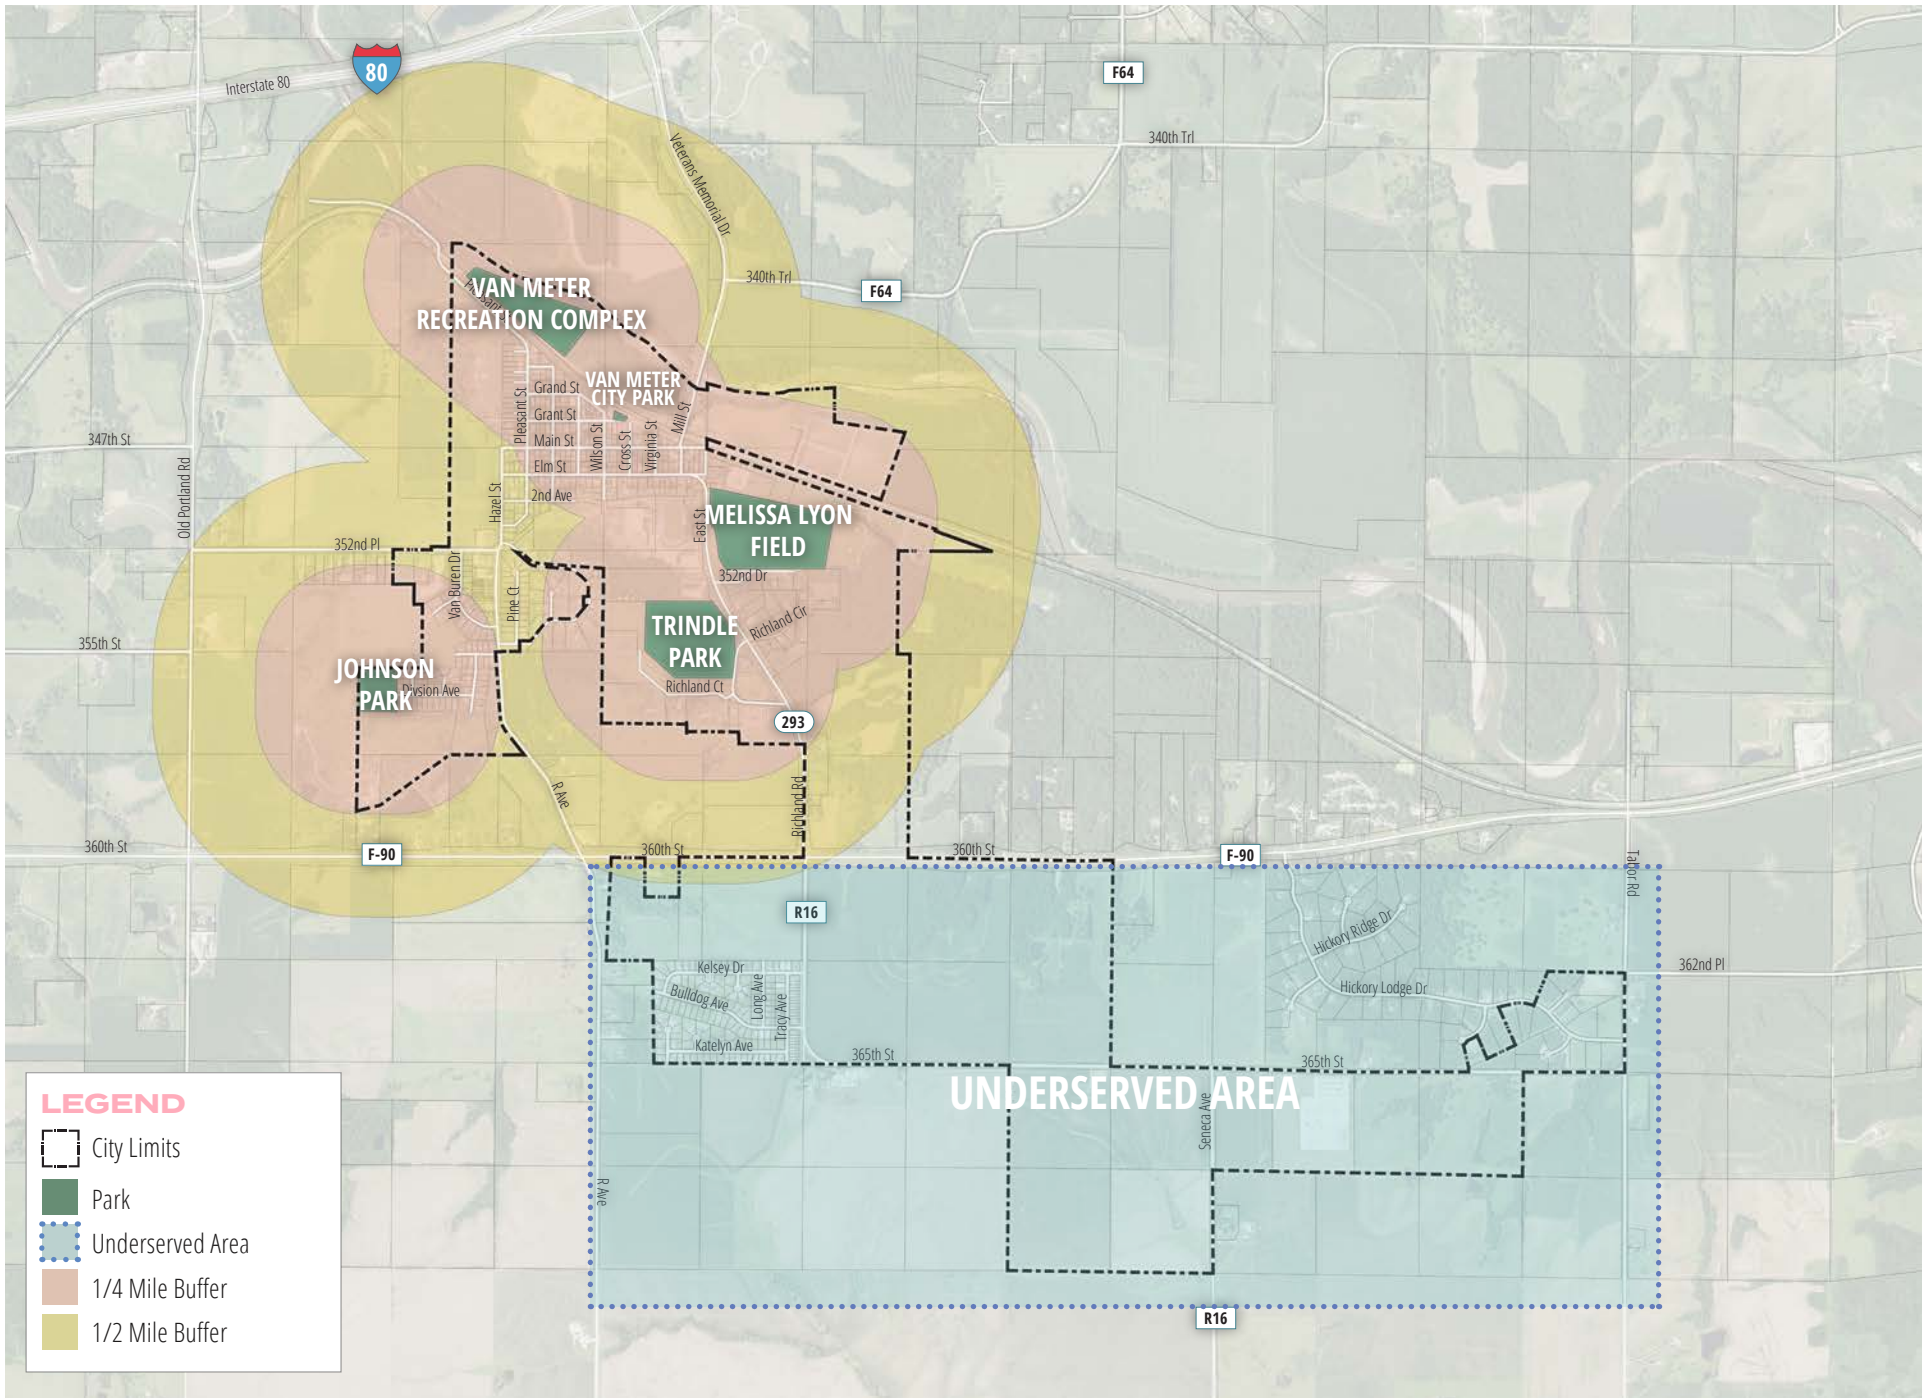 80
Interstate 80
F64
340th Trl
Veterans Memorial Dr
340th Trl
F64
VAN METER
RECREATION COMPLEX
VAN METER
CITY PARK
Grand St
Grant St
Main St
Elm St
2nd Ave
Pleasant St
Wilson St
Cross St
Virginia St
Mill St
Hazel St
East St
347th St
Old Portland Rd
MELISSA LYON
FIELD
352nd Pl
352nd Dr
Van Buren Dr
Pine Ct
TRINDLE
PARK
Richland Cir
Richland Ct
355th St
JOHNSON
PARK
Divsion Ave
293
R Ave
Richland Rd
360th St
F-90
360th St
360th St
F-90
Tabor Rd
R16
Hickory Ridge Dr
362nd Pl
Kelsey Dr
Bulldog Ave
Long Ave
Tracy Ave
Katelyn Ave
Hickory Lodge Dr
365th St
365th St
UNDERSERVED AREA
Seneca Ave
R Ave
R16
LEGEND
City Limits
Park
Underserved Area
1/4 Mile Buffer
1/2 Mile Buffer